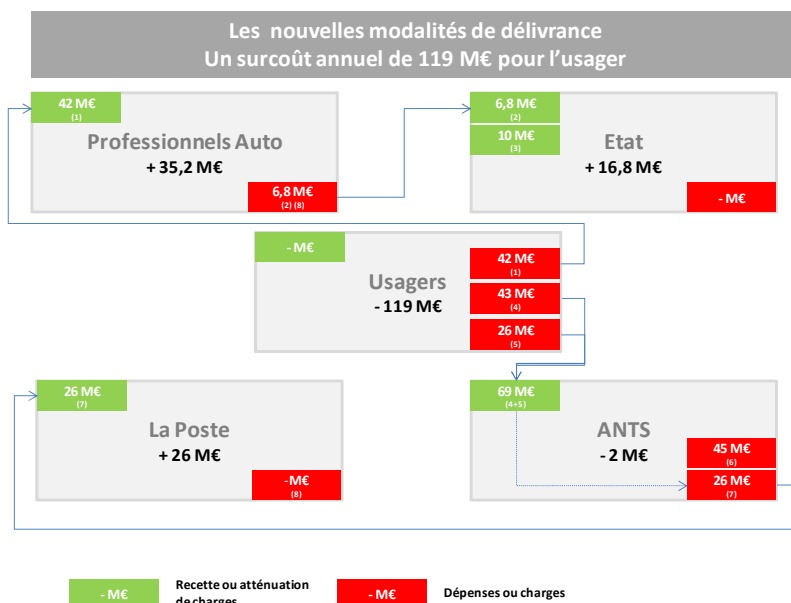 Les nouvelles modalités de délivrance
Un surcoût annuel de 119 M€ pour l'usager
42 M€
(1)
Professionnels Auto
+ 35,2 M€
6,8 M€
(2) (8)
6,8 M€
(2)
10 M€
(3)
Etat
+ 16,8 M€
- M€
- M€
Usagers
- 119 M€
42 M€
(1)
43 M€
(4)
26 M€
(5)
26 M€
(7)
La Poste
+ 26 M€
-M€
(8)
69 M€
(4+5)
ANTS
- 2 M€
45 M€
(6)
26 M€
(7)
- M€
Recette ou atténuation
de charges
- M€
Dépenses ou charges